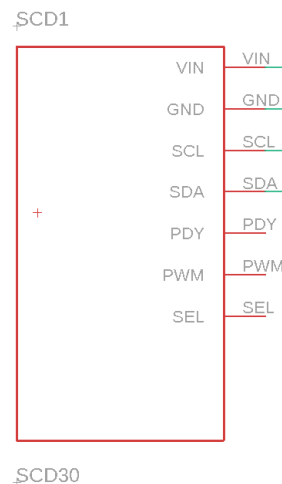 SCD1
VIN VIN
GND GND
SCL SCL
SDA SDA
PDY PDY
PWM PWM
SEL SEL
SCD30